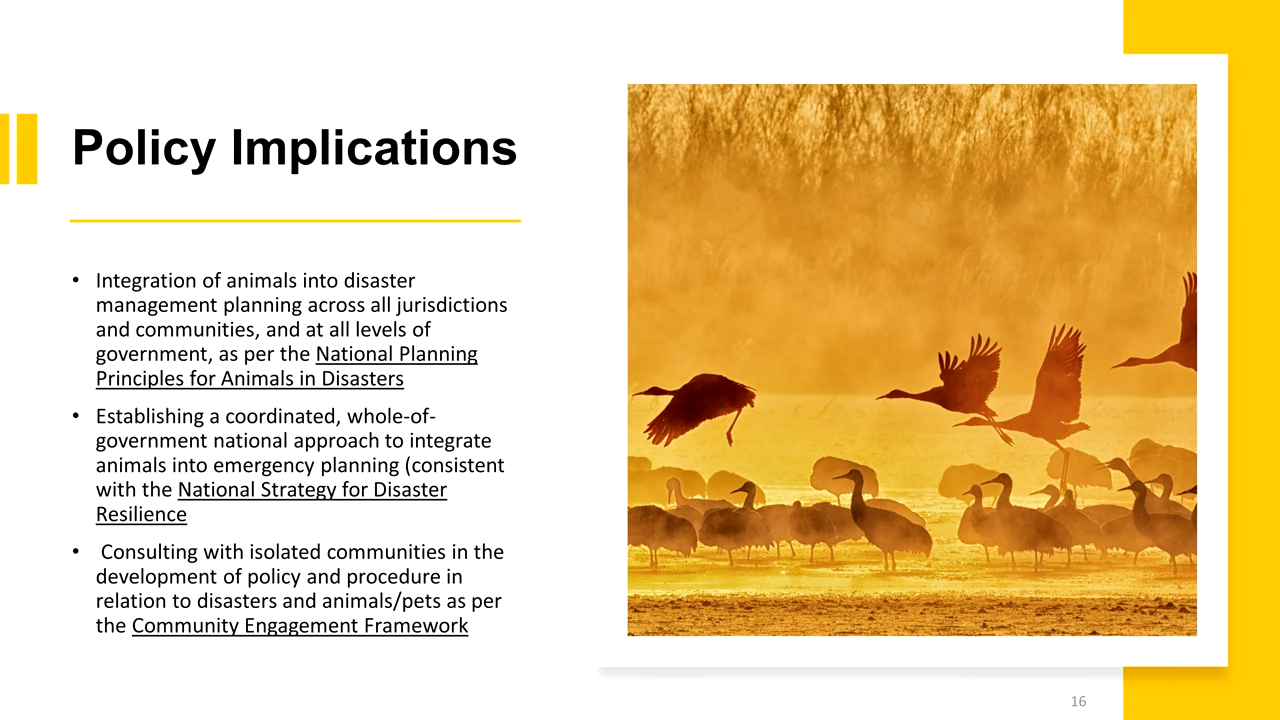 Policy Implications
• Integration of animals into disaster
management planning across all jurisdictions
and communities, and at all levels of
government, as per the National Planning
Principles for Animals in Disasters
• Establishing a coordinated, whole-of-
government national approach to integrate
animals into emergency planning (consistent
with the National Strategy for Disaster
Resilience
• Consulting with isolated communities in the
development of policy and procedure in
relation to disasters and animals/pets as per
the Community Engagement Framework
16